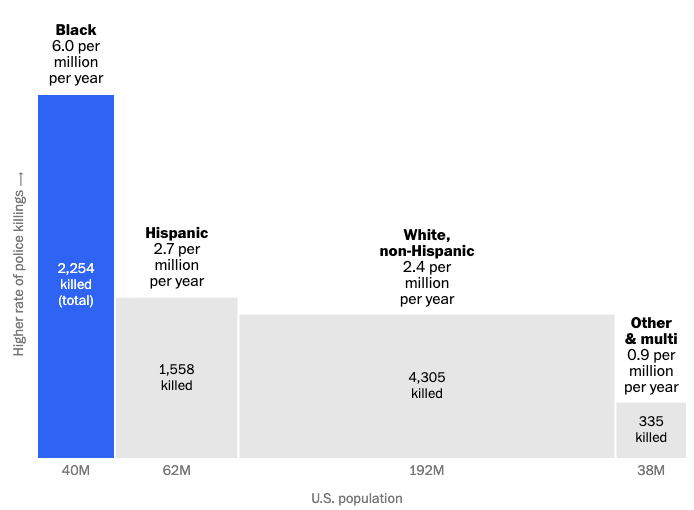 Black
6.0 per
million
per year
Hispanic
2.7 per
million
per year
White,
non-Hispanic
2.4 per
million
per year
Other
& multi
0.9 per
million
per year
Higher rate of police killings →
2,254
killed
(total)
1,558
killed
4,305
killed
335
killed
40M
62M
192M
38M
U.S. population